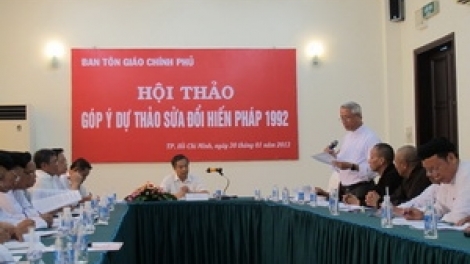 BAN TÔN GIÁO CHÍNH PHỦ
HỘI THẢO
GÓP Ý DỰ THẢO SỬA ĐỔI HIẾN PHÁP 1992
TP. Hồ Chí Minh, ngày 20 tháng 03 năm 2013